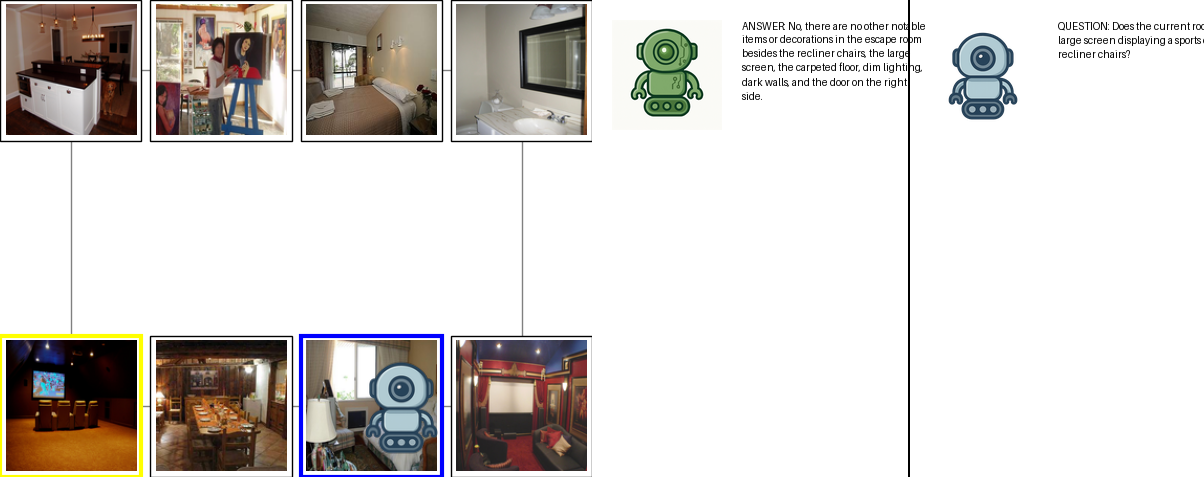 ANSWER: No, there are no other notable
items or decorations in the escape room
besides the recliner chairs, the large
screen, the carpeted floor, dim lighting,
dark walls, and the door on the right
side.
QUESTION: Does the current roo
large screen displaying a sports
recliner chairs?